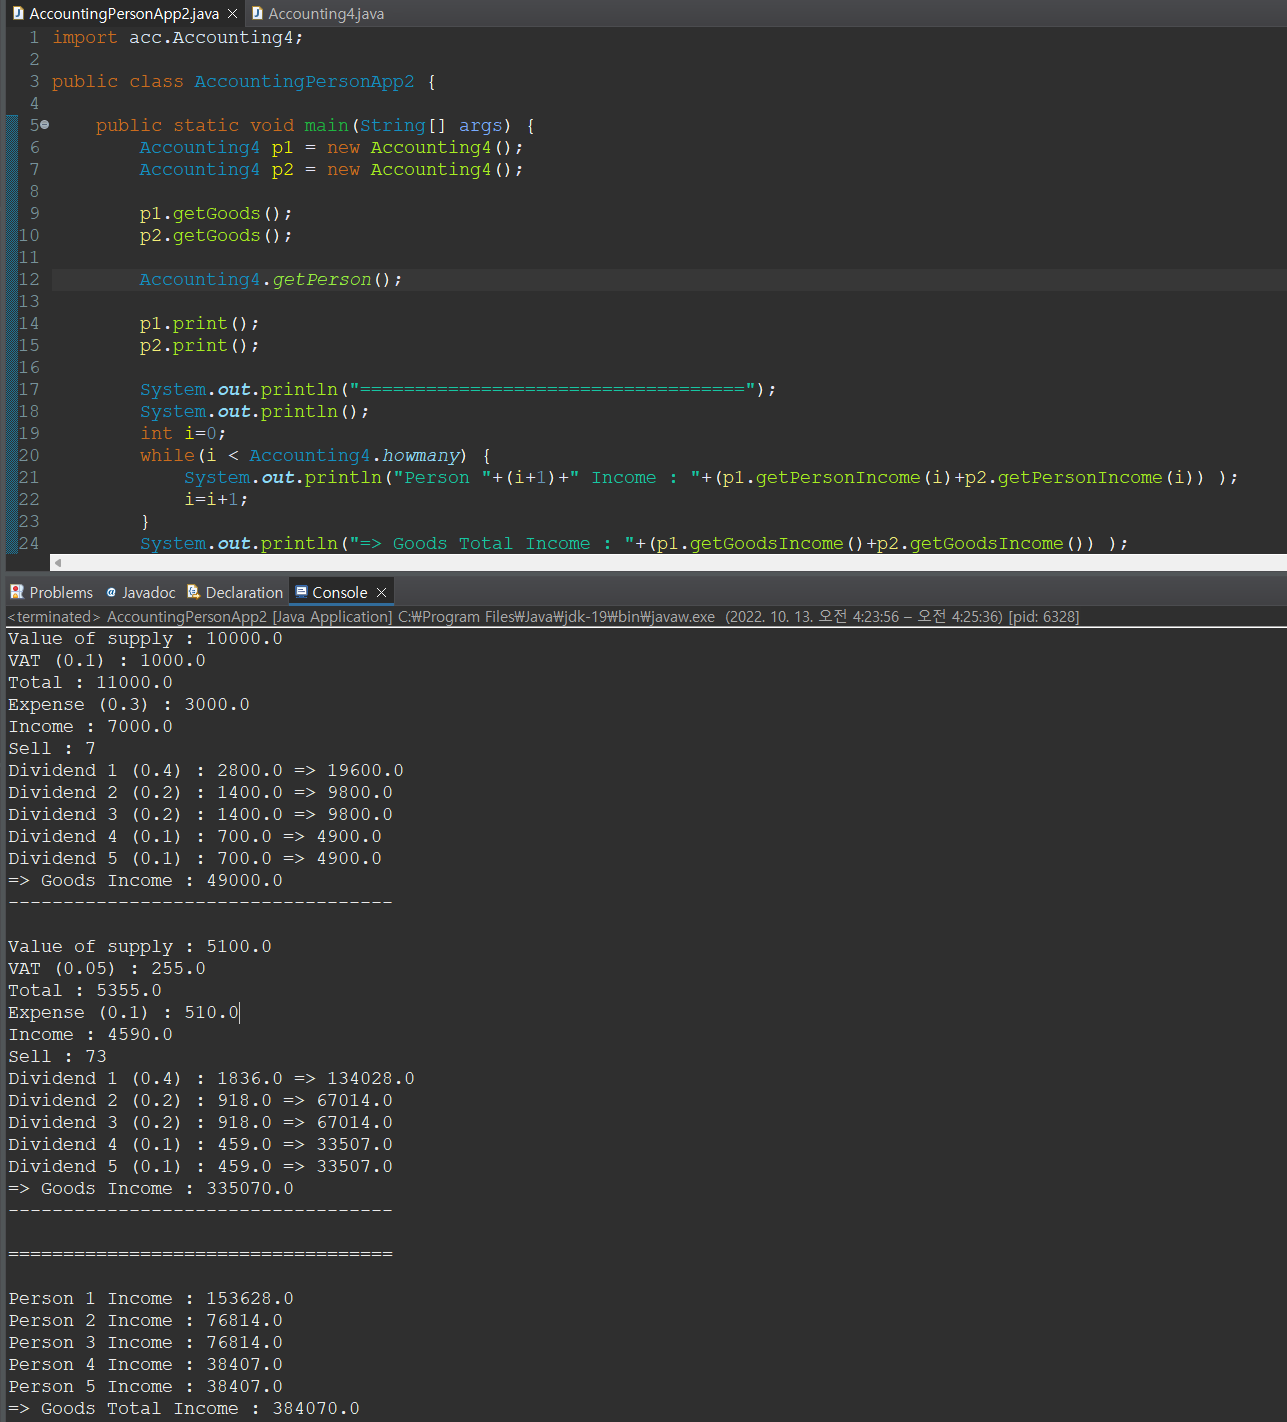 AccountingPersonApp2.java Accounting4.java
1 import acc.Accounting4;
2
3 public class AccountingPersonApp2 {
4
5 public static void main(String[] args) {
6 Accounting4 p1 = new Accounting4();
7 Accounting4 p2 = new Accounting4();
8
9 p1.getGoods();
10 p2.getGoods();
11
12 Accounting4.getPerson();
13
14 p1.print();
15 p2.print();
16
17 System.out.println("===================================");
18 System.out.println();
19 int i=0;
20 while(i < Accounting4.howmany) {
21 System.out.println("Person "+(i+1)+" Income : "+(p1.getPersonIncome(i)+p2.getPersonIncome(i)) );
22 i=i+1;
23 }
24 System.out.println("=> Goods Total Income : "+(p1.getGoodsIncome()+p2.getGoodsIncome()) );
Problems @ Javadoc Declaration Console
<terminated> AccountingPersonApp2 [Java Application] C:₩Program Files₩Java₩jdk-19₩bin₩javaw.exe (2022. 10. 13. 오전 4:23:56 – 오전 4:25:36) [pid: 6328]
Value of supply : 10000.0
VAT (0.1) : 1000.0
Total : 11000.0
Expense (0.3) : 3000.0
Income : 7000.0
Sell : 7
Dividend 1 (0.4) : 2800.0 => 19600.0
Dividend 2 (0.2) : 1400.0 => 9800.0
Dividend 3 (0.2) : 1400.0 => 9800.0
Dividend 4 (0.1) : 700.0 => 4900.0
Dividend 5 (0.1) : 700.0 => 4900.0
=> Goods Income : 49000.0
-----------------------------------
Value of supply : 5100.0
VAT (0.05) : 255.0
Total : 5355.0
Expense (0.1) : 510.0
Income : 4590.0
Sell : 73
Dividend 1 (0.4) : 1836.0 => 134028.0
Dividend 2 (0.2) : 918.0 => 67014.0
Dividend 3 (0.2) : 918.0 => 67014.0
Dividend 4 (0.1) : 459.0 => 33507.0
Dividend 5 (0.1) : 459.0 => 33507.0
=> Goods Income : 335070.0
-----------------------------------
===================================
Person 1 Income : 153628.0
Person 2 Income : 76814.0
Person 3 Income : 76814.0
Person 4 Income : 38407.0
Person 5 Income : 38407.0
=> Goods Total Income : 384070.0